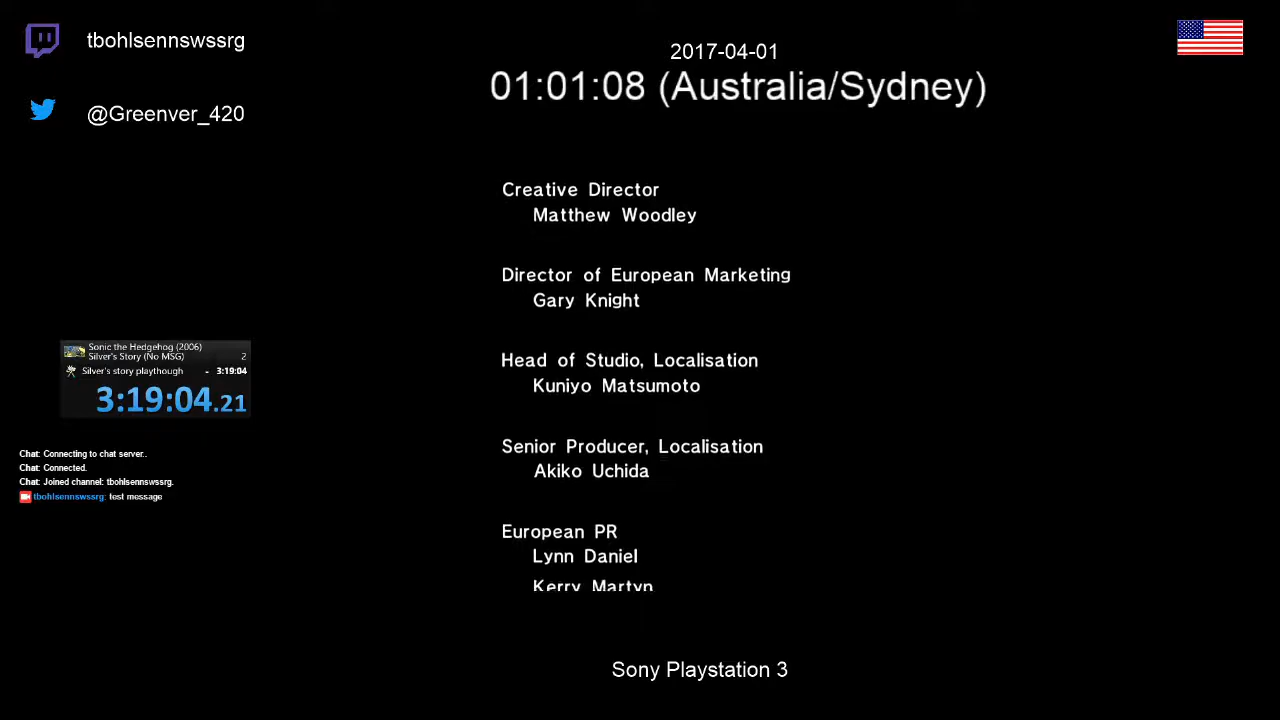 tbohlsennswssrg
@Greenver_420
2017-04-01
01:01:08 (Australia/Sydney)
Creative Director
Matthew Woodley
Director of European Marketing
Gary Knight
Head of Studio, Localisation
Kuniyo Matsumoto
Senior Producer, Localisation
Akiko Uchida
European PR
Lynn Daniel
Kerry Martyn
Sonic the Hedgehog (2006)
Silver's Story (No MSG) 2
Silver's story playthough - 3:19:04
3:19:04.21
Chat: Connecting to chat server..
Chat: Connected.
Chat: Joined channel: tbohlsennswssrg.
tbohlsennswssrg: test message
Sony Playstation 3